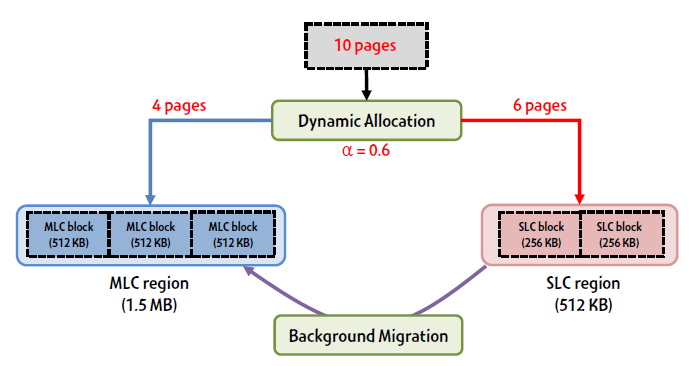 10 pages
4 pages
6 pages
Dynamic Allocation
α = 0.6
MLC block
(512 KB)
MLC block
(512 KB)
MLC block
(512 KB)
SLC block
(256 KB)
SLC block
(256 KB)
MLC region
(1.5 MB)
SLC region
(512 KB)
Background Migration